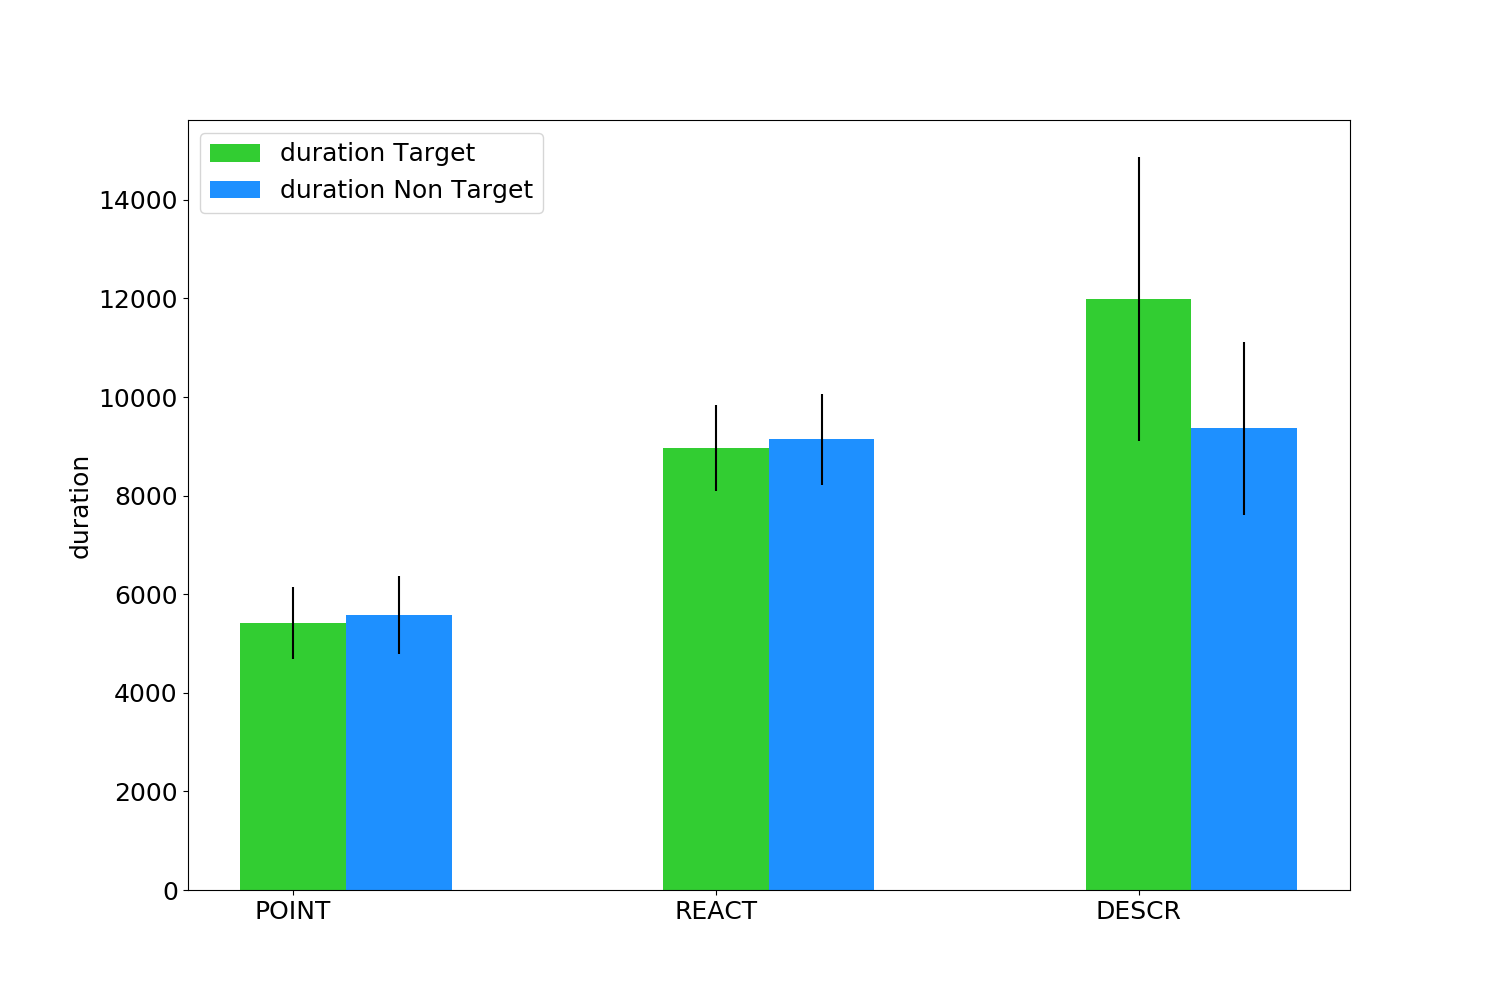 duration Target
duration Non Target
14000
12000
10000
8000
6000
4000
2000
0
duration
POINT
REACT
DESCR